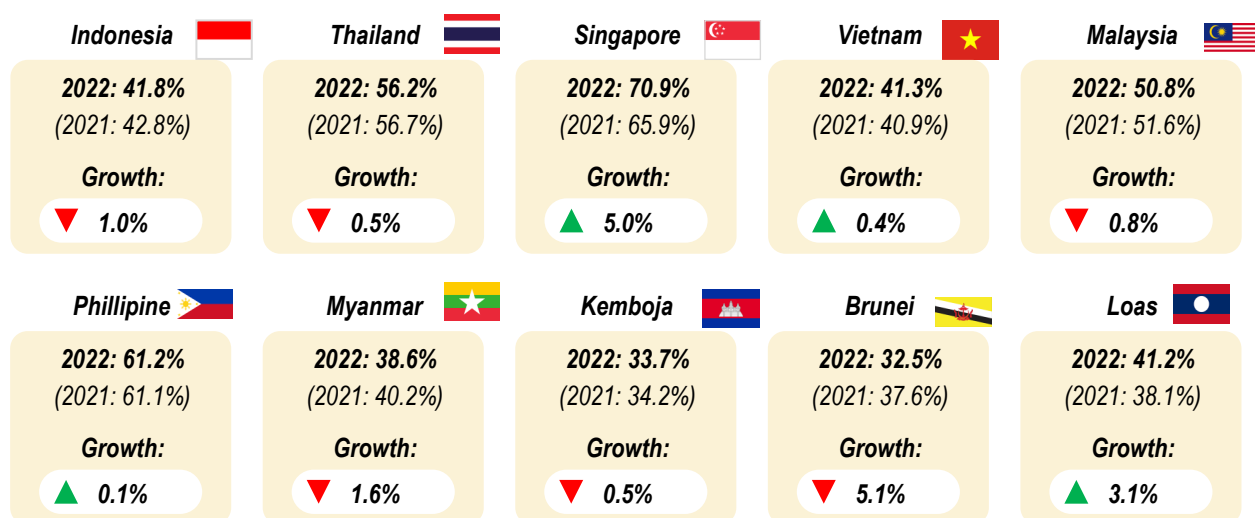 Indonesia
Thailand
Singapore
Vietnam
Malaysia
2022: 41.8%
(2021: 42.8%)
Growth:
1.0%
2022: 56.2%
(2021: 56.7%)
Growth:
0.5%
2022: 70.9%
(2021: 65.9%)
Growth:
5.0%
2022: 41.3%
(2021: 40.9%)
Growth:
0.4%
2022: 50.8%
(2021: 51.6%)
Growth:
0.8%
Phillipine
Myanmar
Kemboja
Brunei
Loas
2022: 61.2%
(2021: 61.1%)
Growth:
0.1%
2022: 38.6%
(2021: 40.2%)
Growth:
1.6%
2022: 33.7%
(2021: 34.2%)
Growth:
0.5%
2022: 32.5%
(2021: 37.6%)
Growth:
5.1%
2022: 41.2%
(2021: 38.1%)
Growth:
3.1%